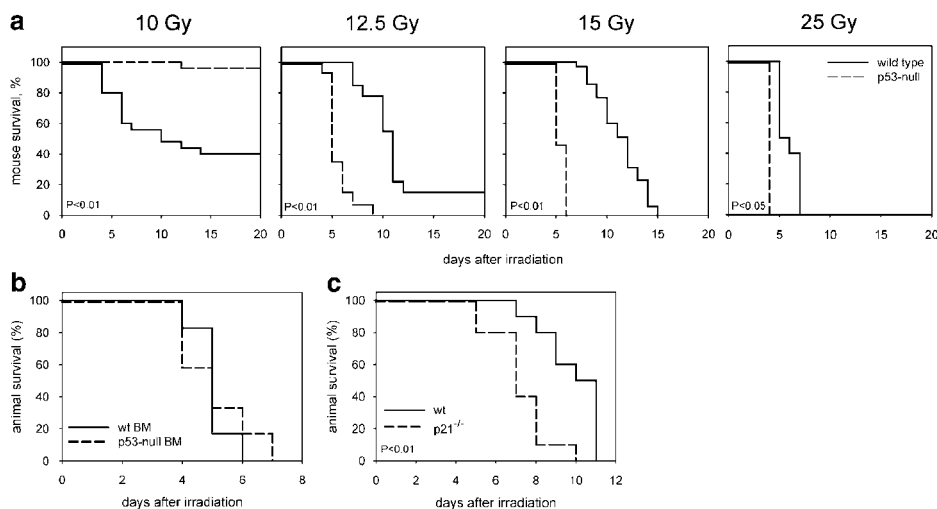 a
10 Gy
12.5 Gy
15 Gy
25 Gy
mouse survival, %
100
80
60
40
20
0
P<0.01
0 5 10 15 20
P<0.01
0 5 10 15 20
P<0.01
0 5 10 15 20
wild type
p53-null
P<0.05
0 5 10 15 20
days after irradiation
b
animal survival (%)
100
80
60
40
20
0
wt BM
p53-null BM
0 2 4 6 8
days after irradiation
c
animal survival (%)
100
80
60
40
20
0
wt
p21-/-
P<0.01
0 2 4 6 8 10 12
days after irradiation